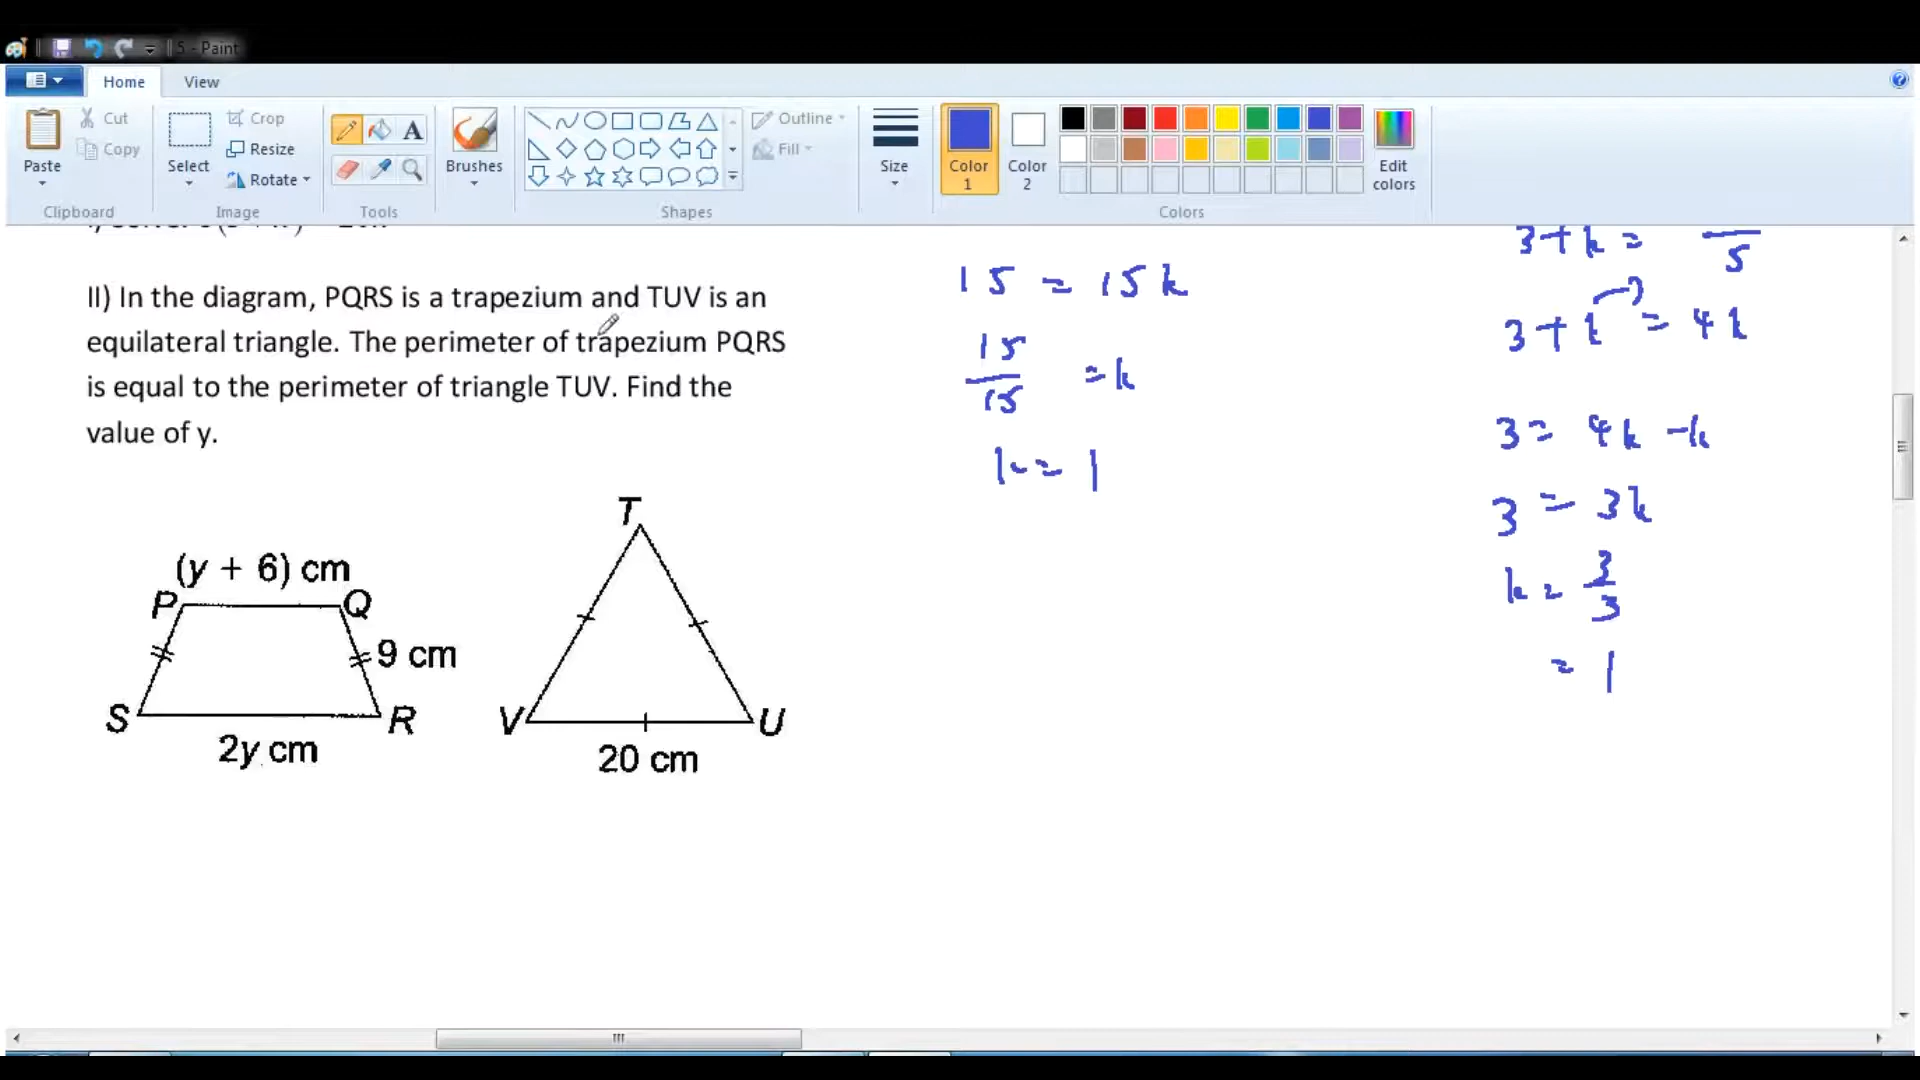 5 - Paint
Home View
Paste
Cut
Copy
Clipboard
Select
Crop
Resize
Rotate
Image
A
Tools
Brushes
Shapes
Outline
Fill
Size
Color 1
Color 2
Edit colors
Colors
II) In the diagram, PQRS is a trapezium and TUV is an
equilateral triangle. The perimeter of trapezium PQRS
is equal to the perimeter of triangle TUV. Find the
value of y.
(y + 6) cm
P Q
9 cm
S R
2y cm
T
V U
20 cm
15 = 15k
15
15
= k
k = 1
3 + k =
5
3 + k = 4k
3 = 4k - k
3 = 3k
k = 3
3
= 1